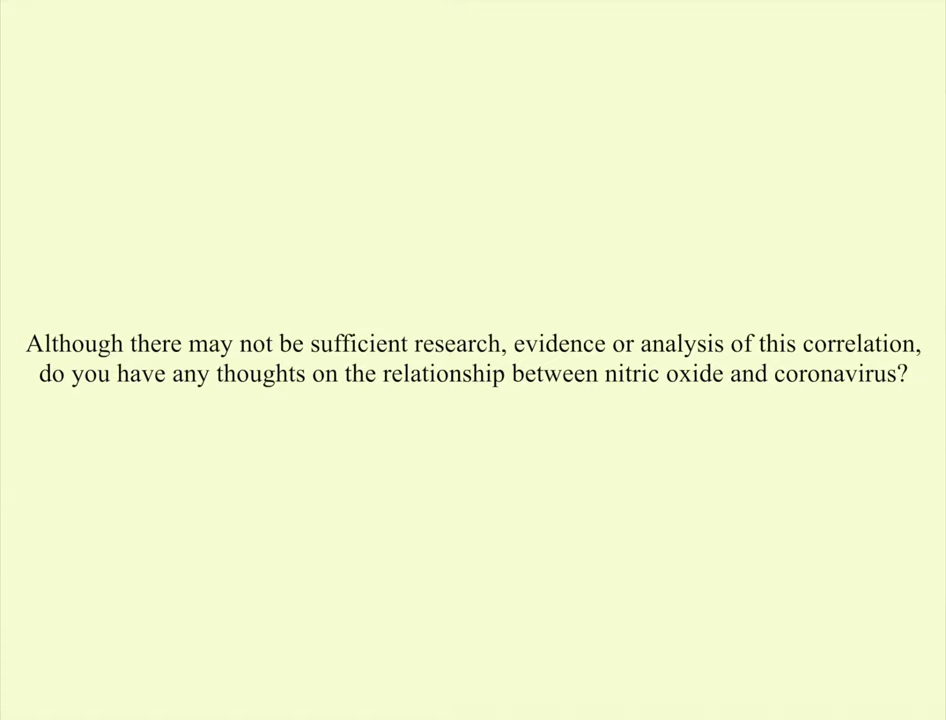 Although there may not be sufficient research, evidence or analysis of this correlation,
do you have any thoughts on the relationship between nitric oxide and coronavirus?